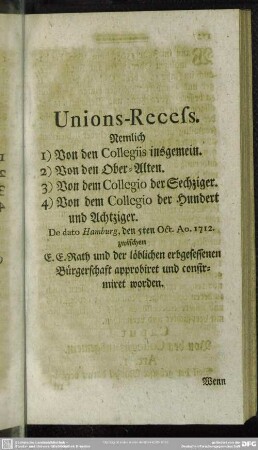 Unions-Recess.
Nemlich
1) Von den Collegiis insgemein.
2) Von den Ober-Alten.
3) Von dem Collegio der Sechziger.
4) Von dem Collegio der Hundert
und Achtziger.
De dato Hamburg, den 5ten Oct. Ao. 1712.
zwischen
E. E. Rath und der löblichen erbgesessenen
Bürgerschaft approbiret und confir-
miret worden.
Wenn